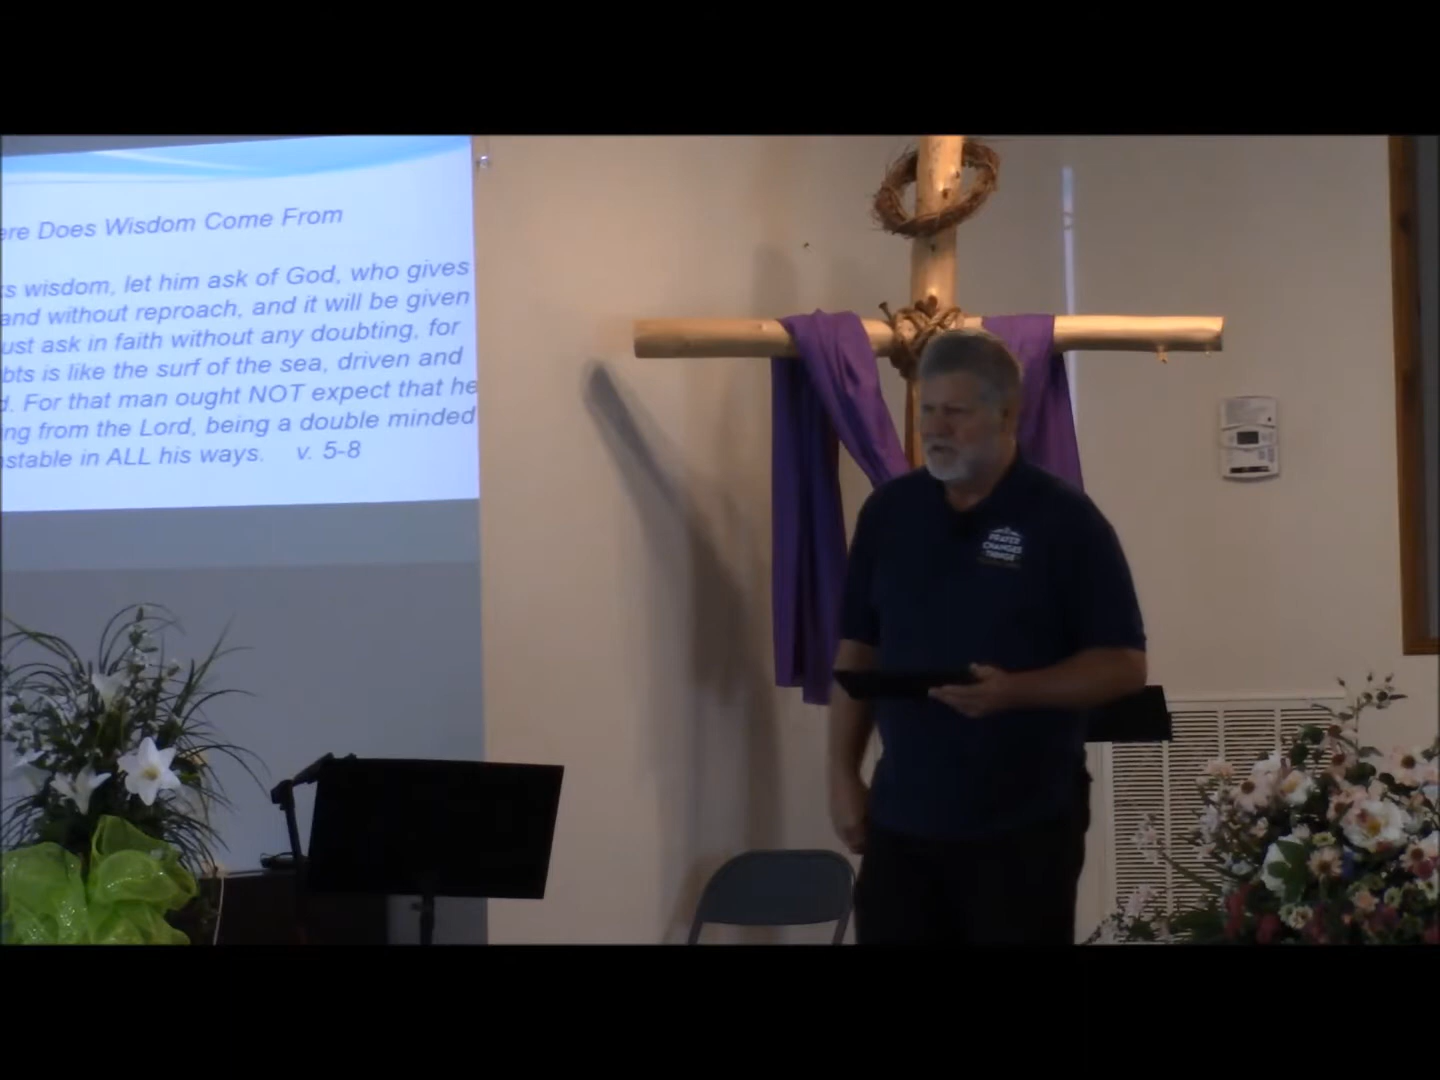 ere Does Wisdom Come From
s wisdom, let him ask of God, who gives
and without reproach, and it will be given
ust ask in faith without any doubting, for
bts is like the surf of the sea, driven and
d. For that man ought NOT expect that he
ing from the Lord, being a double minded
nstable in ALL his ways. v. 5-8
PRAYER
CHANGES
THINGS